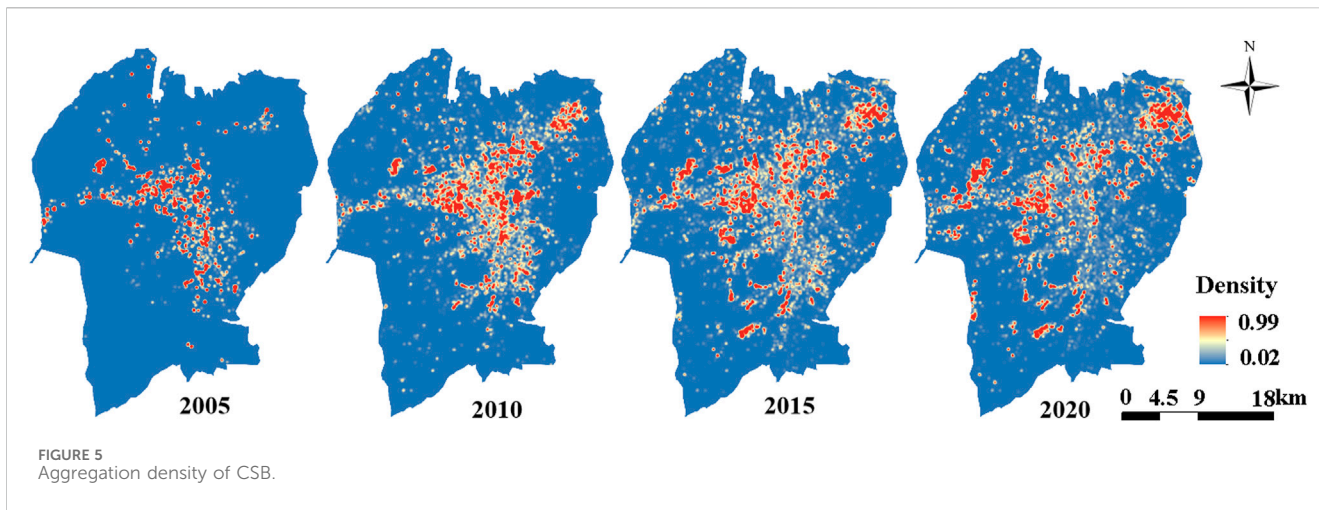 N
Density
0.99
0.02
2005
2010
2015
2020
0 4.5 9 18km
FIGURE 5
Aggregation density of CSB.